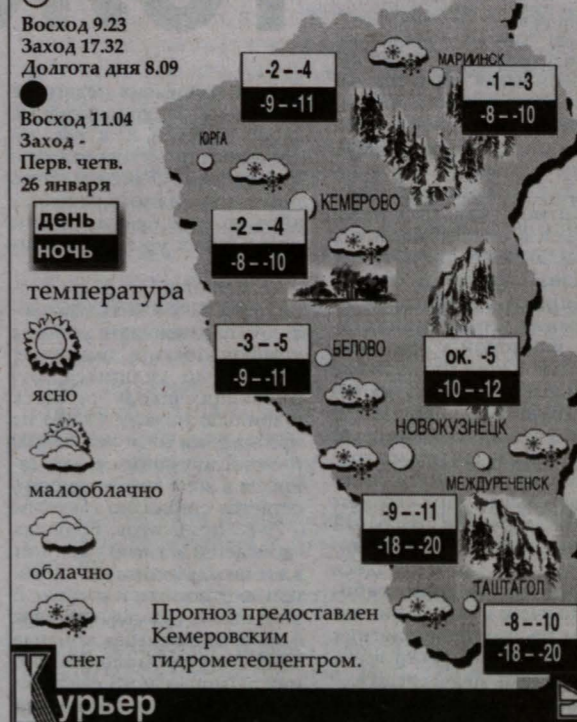 Восход 9.23
Заход 17.32
Долгота дня 8.09
Восход 11.04
Заход -
Перв. четв.
26 января
день
ночь
температура
ясно
малооблачно
облачно
снег
-2 – -4
-9 – -11
МАРИИНСК
-1 – -3
-8 – -10
ЮРГА
КЕМЕРОВО
-2 – -4
-8 – -10
-3 – -5
-9 – -11
БЕЛОВО
ок. -5
-10 – -12
НОВОКУЗНЕЦК
МЕЖДУРЕЧЕНСК
-9 – -11
-18 – -20
ТАШТАГОЛ
-8 – -10
-18 – -20
Прогноз предоставлен
Кемеровским
гидрометеоцентром.
Курьер